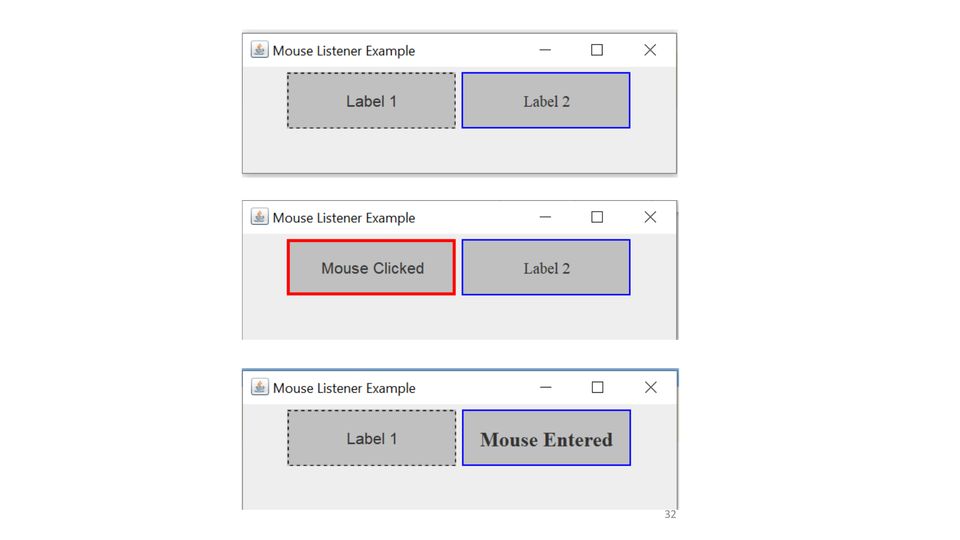 Mouse Listener Example
Label 1 Label 2
Mouse Listener Example
Mouse Clicked Label 2
Mouse Listener Example
Label 1 Mouse Entered
32